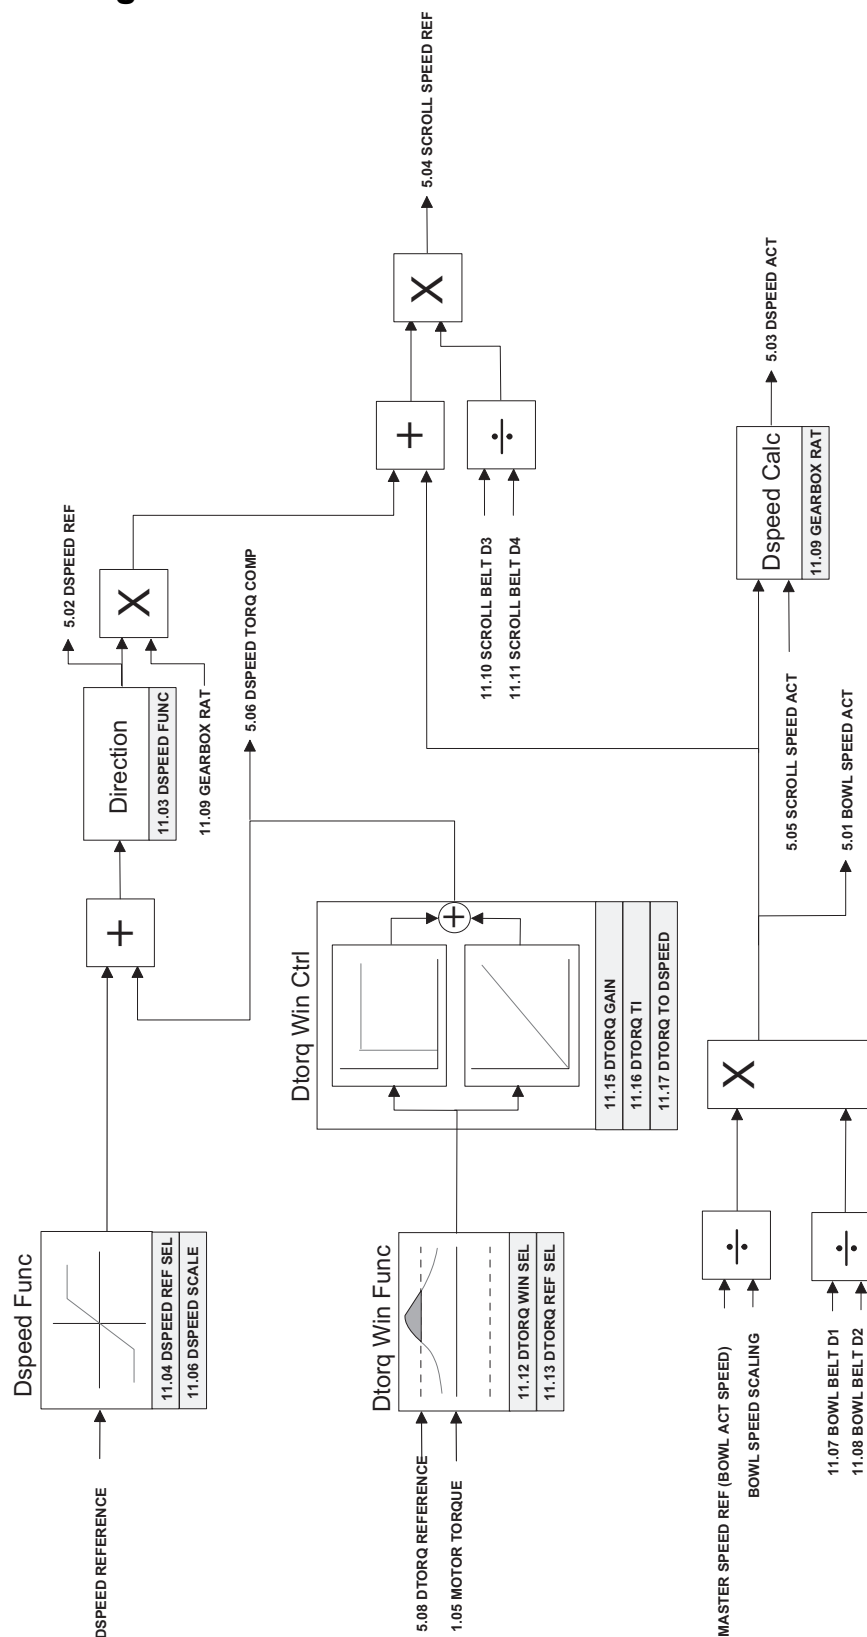 g
DSPEED REFERENCE
Dspeed Func
11.04 DSPEED REF SEL
11.06 DSPEED SCALE
+
Direction
11.03 DSPEED FUNC
5.02 DSPEED REF
11.09 GEARBOX RAT
X
5.06 DSPEED TORQ COMP
5.08 DTORQ REFERENCE
1.05 MOTOR TORQUE
Dtorq Win Func
11.12 DTORQ WIN SEL
11.13 DTORQ REF SEL
Dtorq Win Ctrl
+
11.15 DTORQ GAIN
11.16 DTORQ TI
11.17 DTORQ TO DSPEED
+
11.10 SCROLL BELT D3
11.11 SCROLL BELT D4
÷
X
5.04 SCROLL SPEED REF
MASTER SPEED REF (BOWL ACT SPEED)
BOWL SPEED SCALING
÷
11.07 BOWL BELT D1
11.08 BOWL BELT D2
÷
X
5.01 BOWL SPEED ACT
5.05 SCROLL SPEED ACT
Dspeed Calc
11.09 GEARBOX RAT
5.03 DSPEED ACT